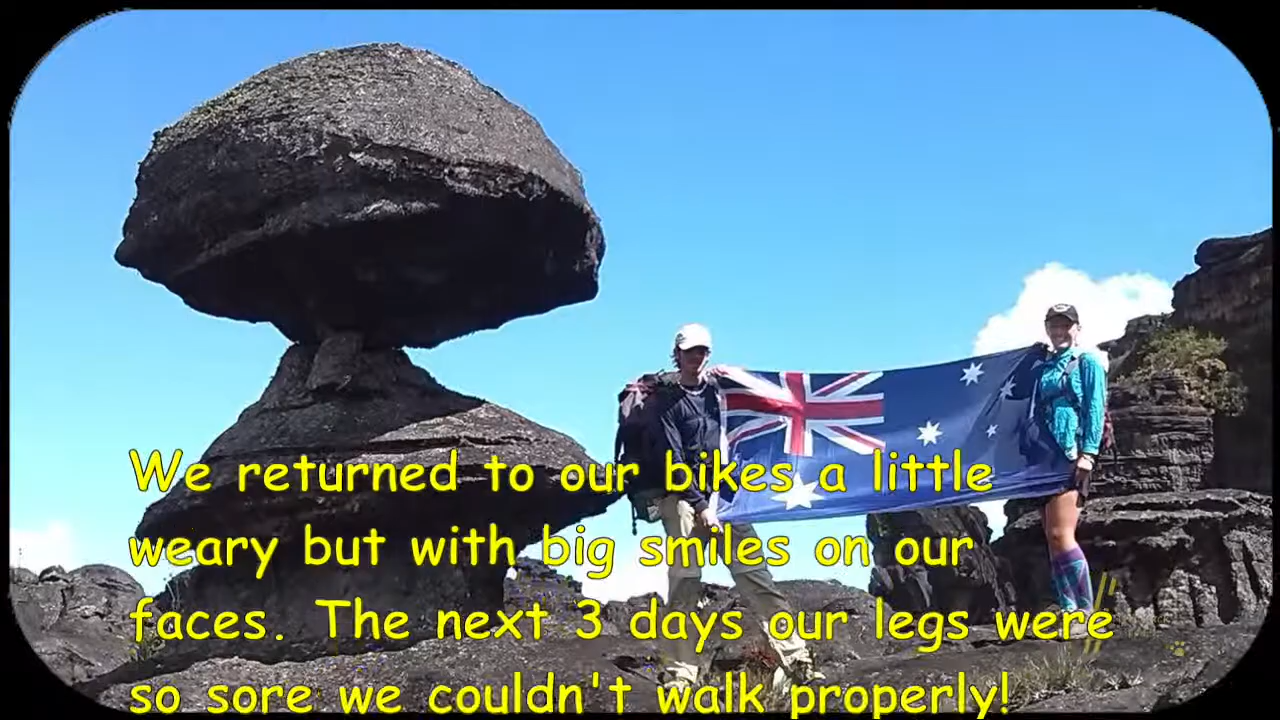 We returned to our bikes a little
weary but with big smiles on our
faces. The next 3 days our legs were
so sore we couldn't walk properly!